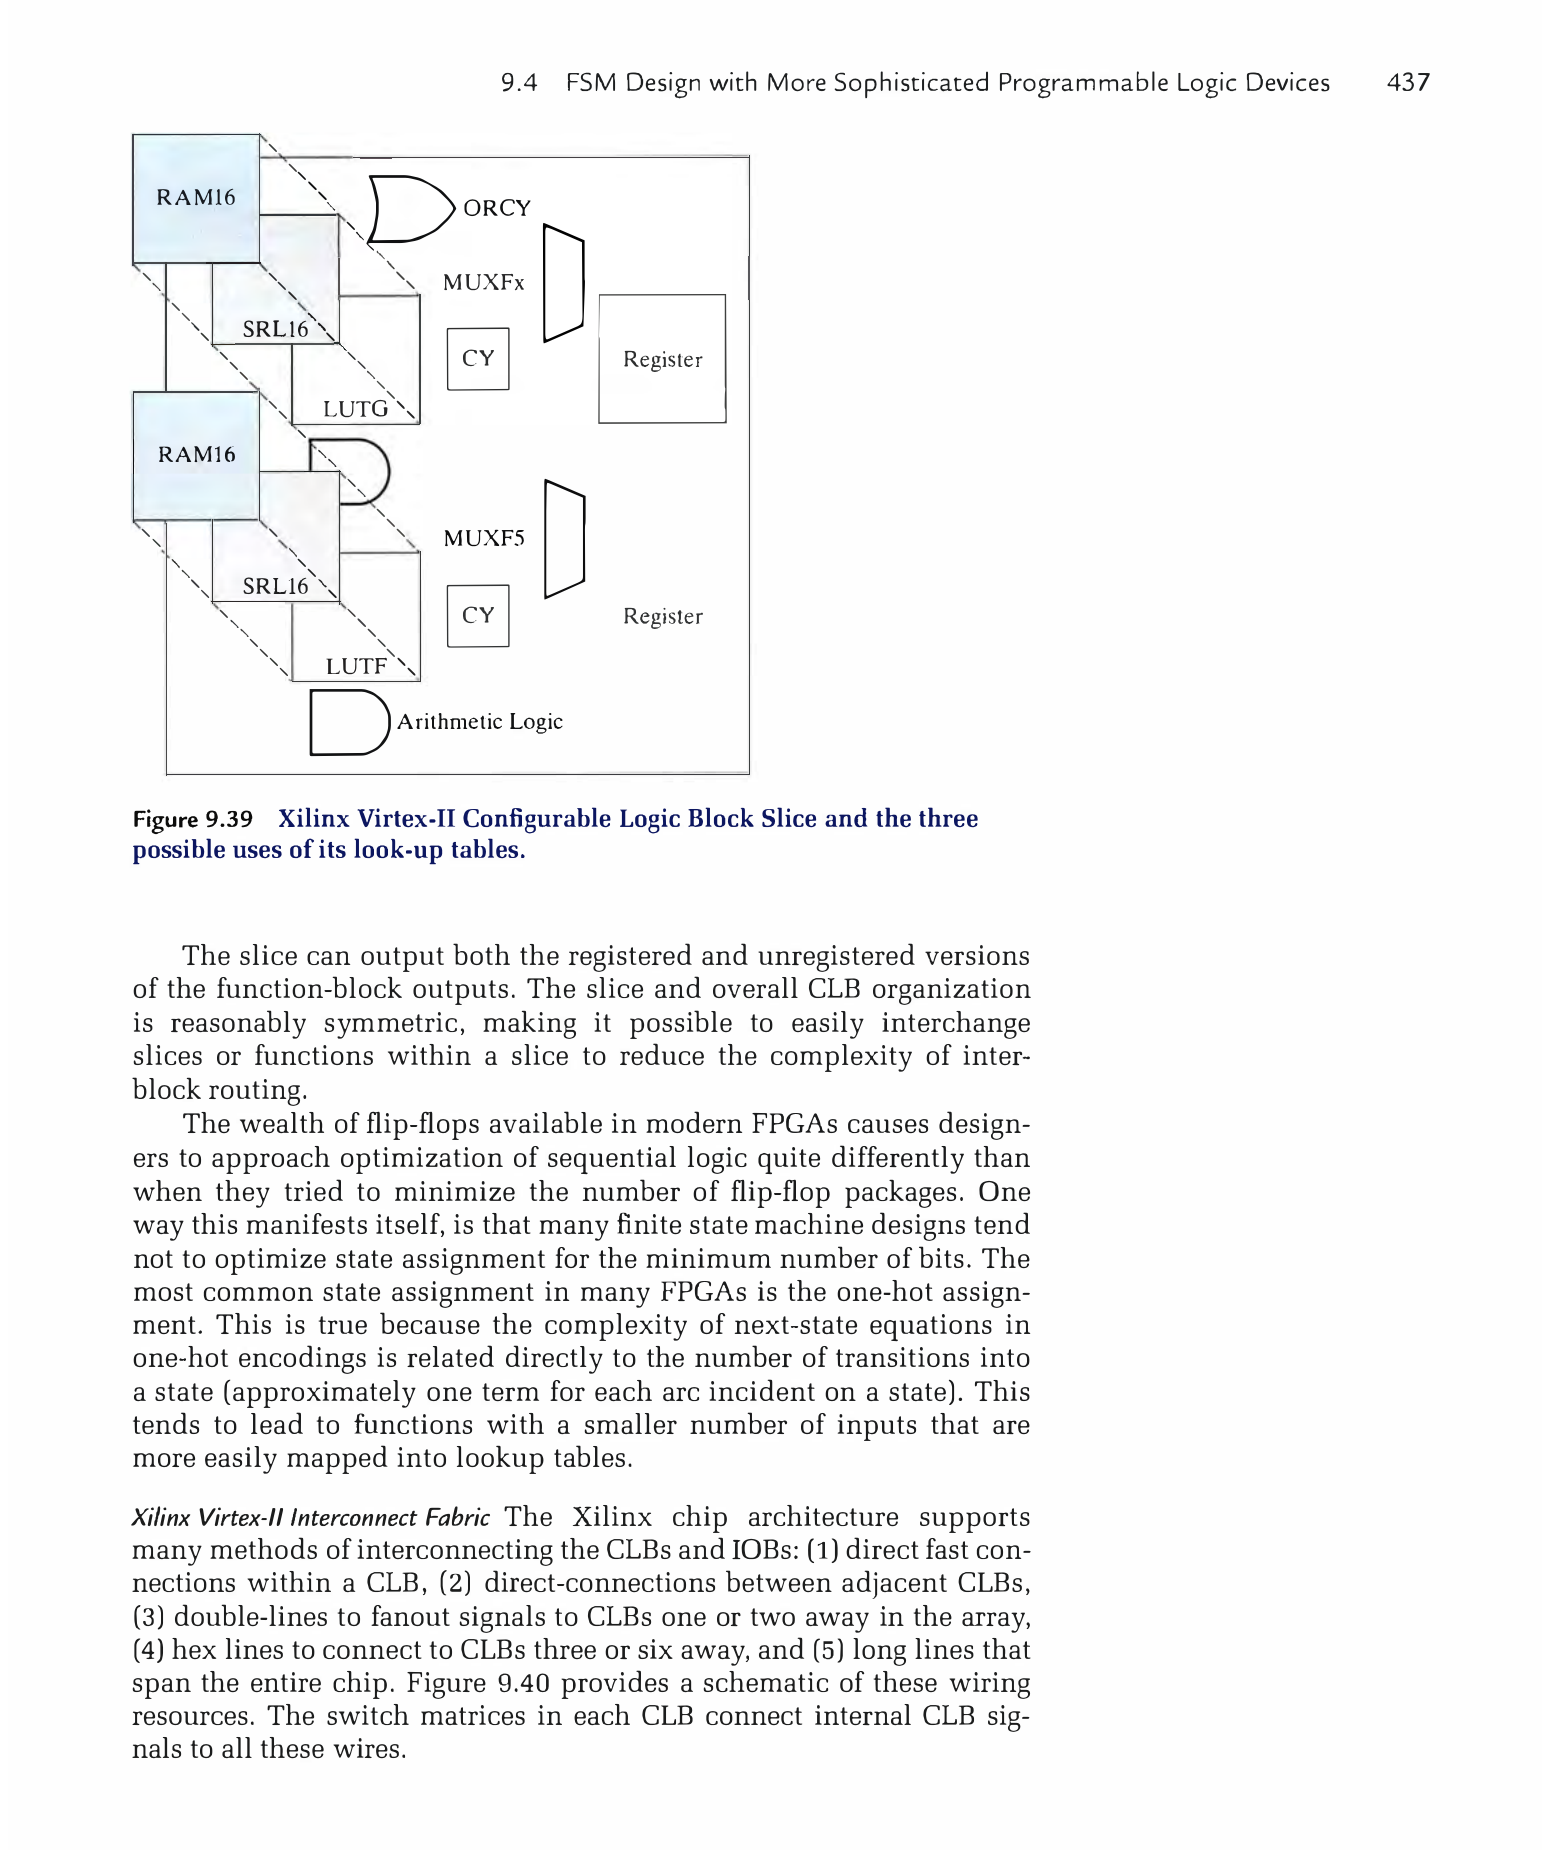 9.4 FSM Design with More Sophisticated Programmable Logic Devices 437
RAM16
ORCY
MUXFx
SRL16
CY
Register
LUTG
RAM16
MUXF5
SRL16
CY
Register
LUTF
Arithmetic Logic
Figure 9.39 Xilinx Virtex-II Configurable Logic Block Slice and the three
possible uses of its look-up tables.
The slice can output both the registered and unregistered versions
of the function-block outputs. The slice and overall CLB organization
is reasonably symmetric, making it possible to easily interchange
slices or functions within a slice to reduce the complexity of inter-
block routing.
The wealth of flip-flops available in modern FPGAs causes design-
ers to approach optimization of sequential logic quite differently than
when they tried to minimize the number of flip-flop packages. One
way this manifests itself, is that many finite state machine designs tend
not to optimize state assignment for the minimum number of bits. The
most common state assignment in many FPGAs is the one-hot assign-
ment. This is true because the complexity of next-state equations in
one-hot encodings is related directly to the number of transitions into
a state (approximately one term for each arc incident on a state). This
tends to lead to functions with a smaller number of inputs that are
more easily mapped into lookup tables.
Xilinx Virtex-II Interconnect Fabric The Xilinx chip architecture supports
many methods of interconnecting the CLBs and IOBs: (1) direct fast con-
nections within a CLB, (2) direct-connections between adjacent CLBs,
(3) double-lines to fanout signals to CLBs one or two away in the array,
(4) hex lines to connect to CLBs three or six away, and (5) long lines that
span the entire chip. Figure 9.40 provides a schematic of these wiring
resources. The switch matrices in each CLB connect internal CLB sig-
nals to all these wires.